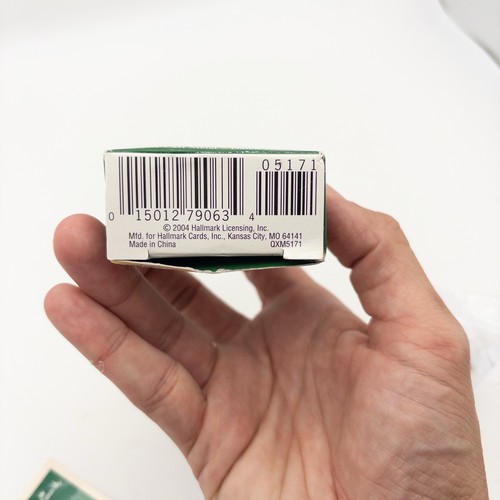 05171
0 15012 79063 4
© 2004 Hallmark Licensing, Inc.
Mfd. for Hallmark Cards, Inc., Kansas City, MO 64141
Made in China QXM5171